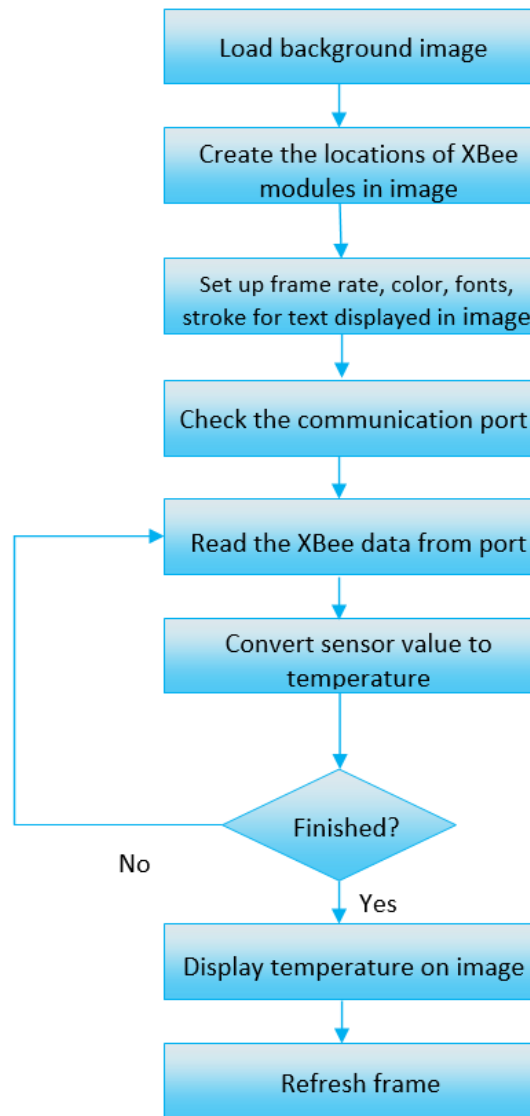 Load background image
Create the locations of XBee
modules in image
Set up frame rate, color, fonts,
stroke for text displayed in image
Check the communication port
Read the XBee data from port
Convert sensor value to
temperature
Finished?
No
Yes
Display temperature on image
Refresh frame